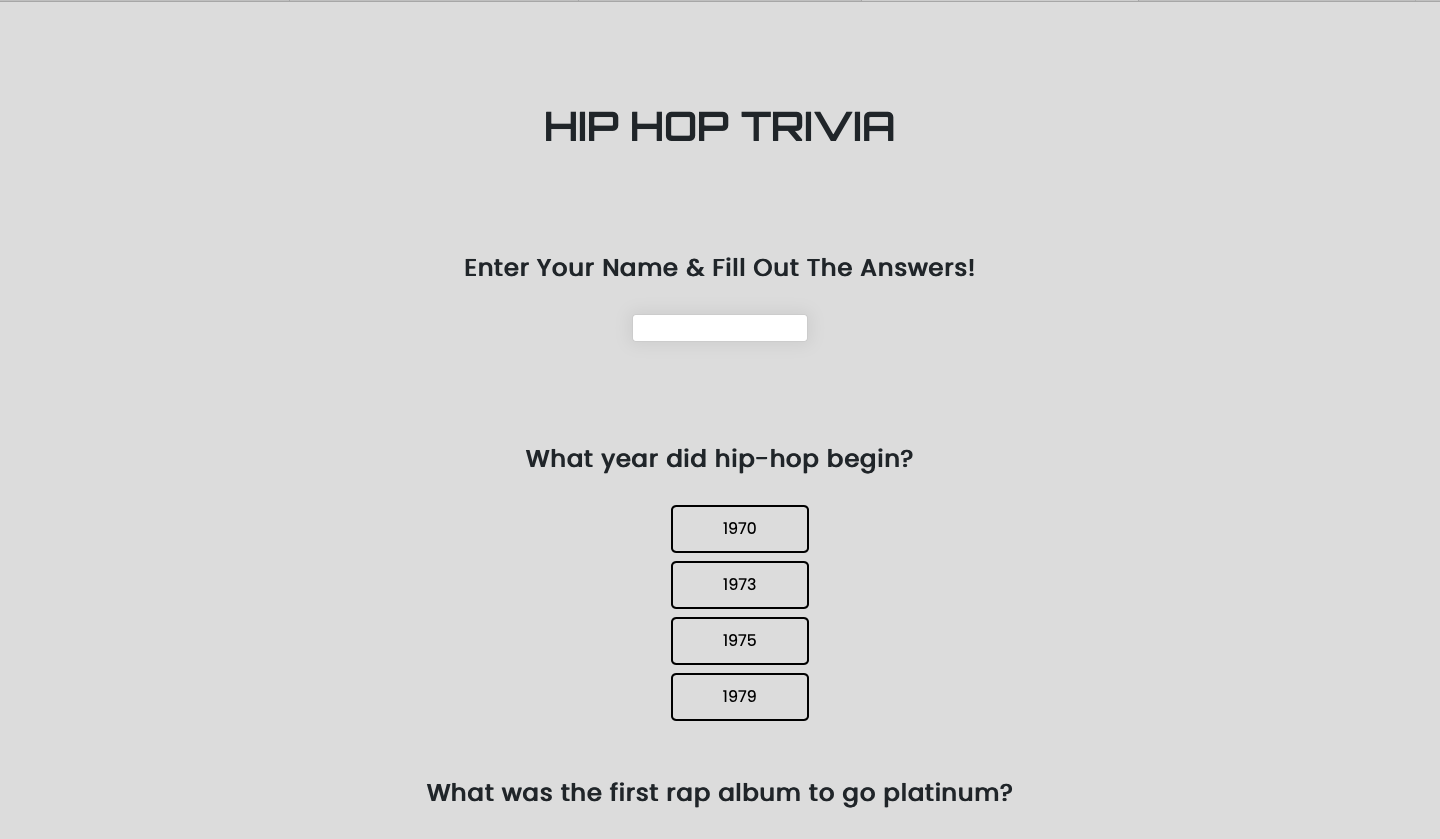 HIP HOP TRIVIA
Enter Your Name & Fill Out The Answers!
What year did hip-hop begin?
1970
1973
1975
1979
What was the first rap album to go platinum?